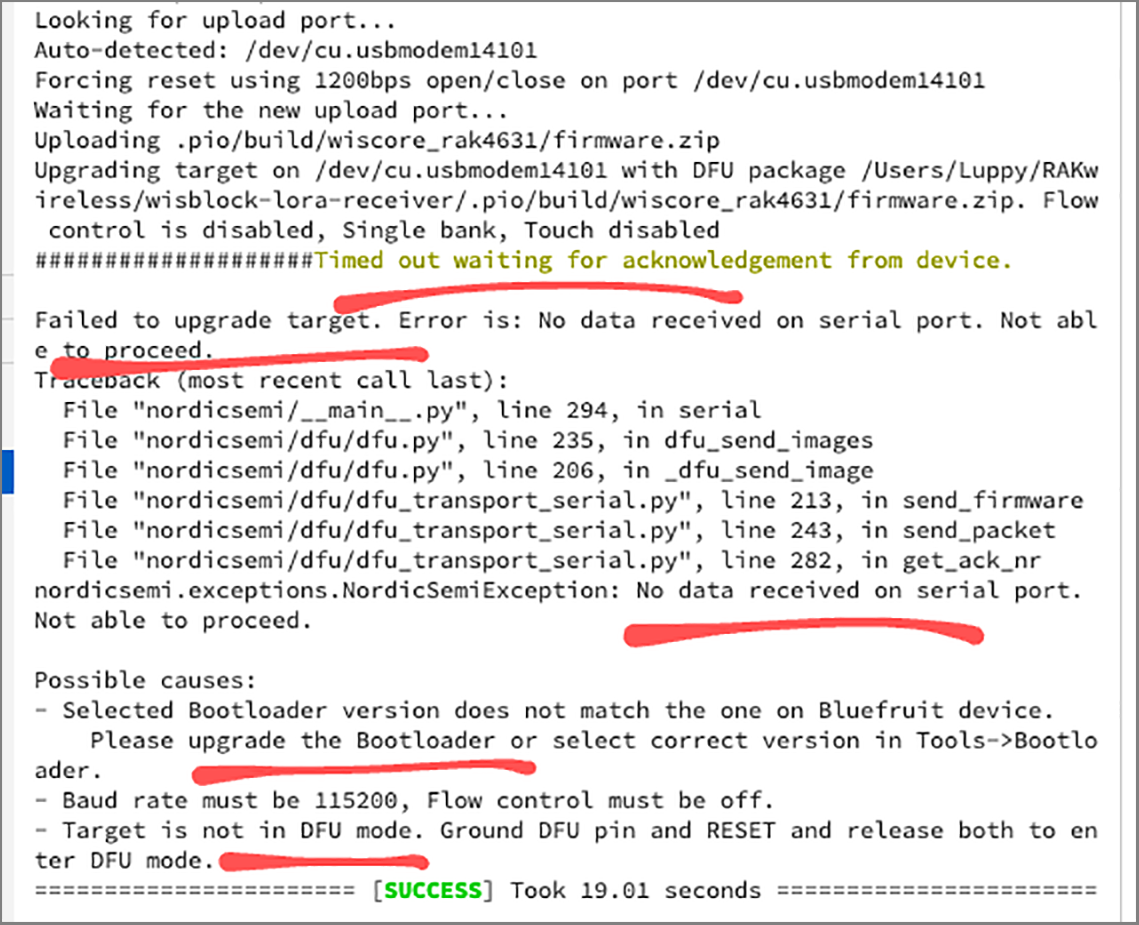 Looking for upload port...
Auto-detected: /dev/cu.usbmodem14101
Forcing reset using 1200bps open/close on port /dev/cu.usbmodem14101
Waiting for the new upload port...
Uploading .pio/build/wiscore_rak4631/firmware.zip
Upgrading target on /dev/cu.usbmodem14101 with DFU package /Users/Luppy/RAKw
ireless/wisblock-lora-receiver/.pio/build/wiscore_rak4631/firmware.zip. Flow
 control is disabled, Single bank, Touch disabled
####################Timed out waiting for acknowledgement from device.

Failed to upgrade target. Error is: No data received on serial port. Not abl
e to proceed.
Traceback (most recent call last):
  File "nordicsemi/__main__.py", line 294, in serial
  File "nordicsemi/dfu/dfu.py", line 235, in dfu_send_images
  File "nordicsemi/dfu/dfu.py", line 206, in _dfu_send_image
  File "nordicsemi/dfu/dfu_transport_serial.py", line 213, in send_firmware
  File "nordicsemi/dfu/dfu_transport_serial.py", line 243, in send_packet
  File "nordicsemi/dfu/dfu_transport_serial.py", line 282, in get_ack_nr
nordicsemi.exceptions.NordicSemiException: No data received on serial port.
Not able to proceed.

Possible causes:
- Selected Bootloader version does not match the one on Bluefruit device.
    Please upgrade the Bootloader or select correct version in Tools->Bootlo
ader.
- Baud rate must be 115200, Flow control must be off.
- Target is not in DFU mode. Ground DFU pin and RESET and release both to en
ter DFU mode.
======================= [SUCCESS] Took 19.01 seconds =======================